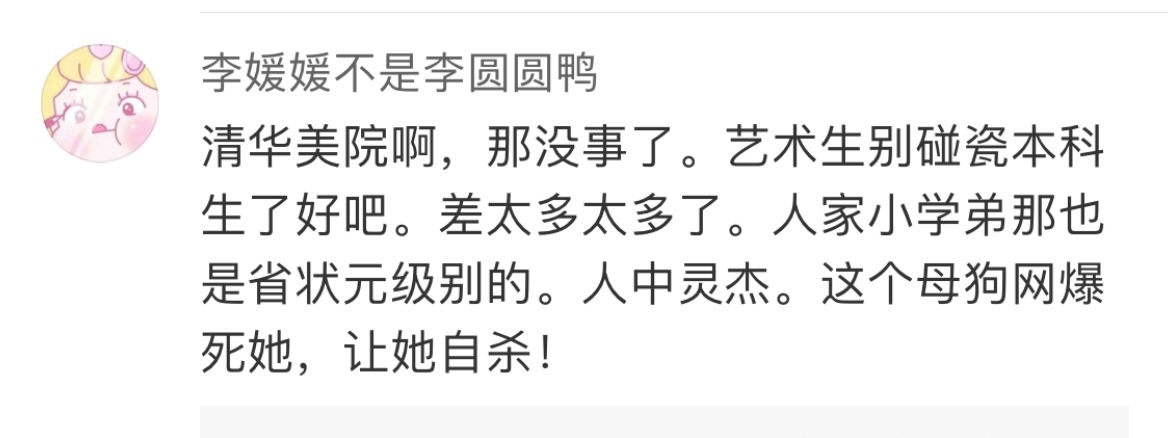 李媛媛不是李圆圆鸭
清华美院啊，那没事了。艺术生别碰瓷本科
生了好吧。差太多太多了。人家小学弟那也
是省状元级别的。人中灵杰。这个母狗网爆
死她，让她自杀！